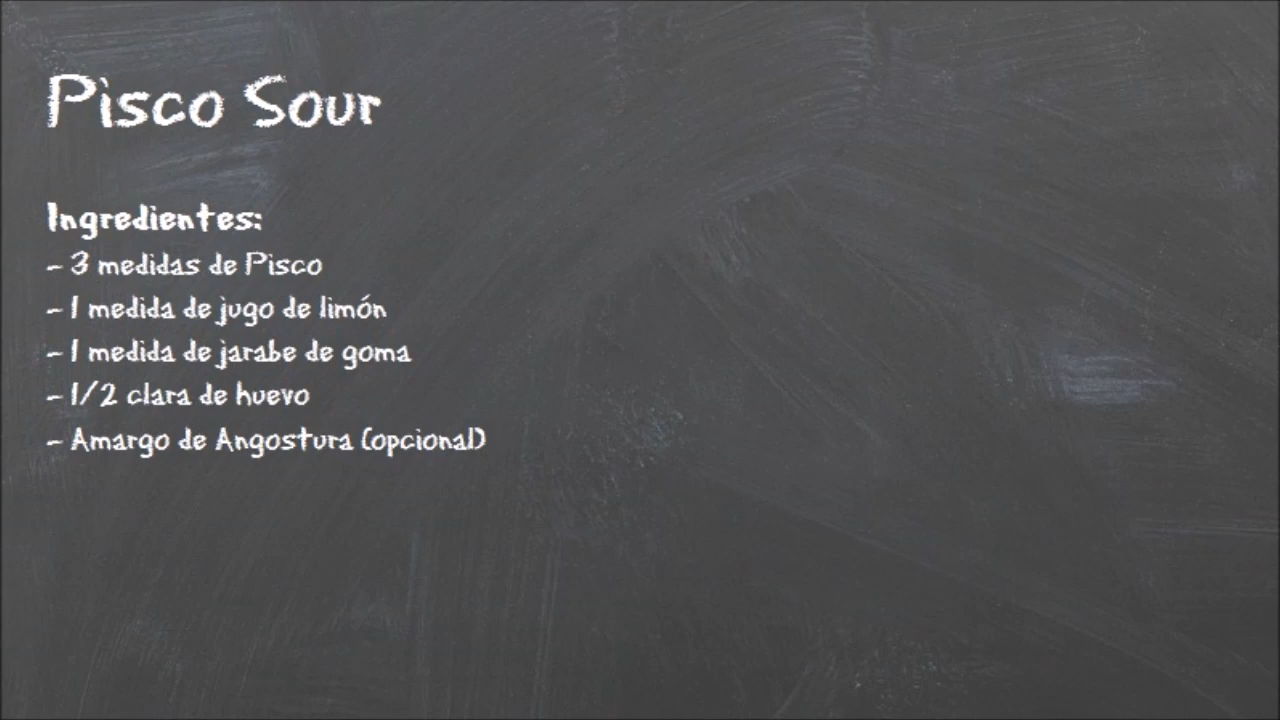 Pisco Sour
Ingredientes:
- 3 medidas de Pisco
- 1 medida de jugo de limón
- 1 medida de jarabe de goma
- 1/2 clara de huevo
- Amargo de Angostura (opcional)